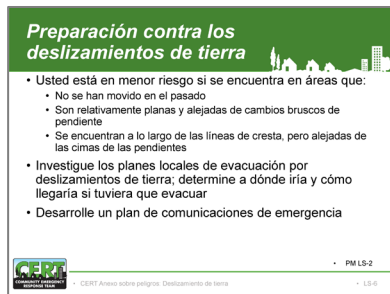 Preparación contra los
deslizamientos de tierra
• Usted está en menor riesgo si se encuentra en áreas que:
• No se han movido en el pasado
• Son relativamente planas y alejadas de cambios bruscos de
pendiente
• Se encuentran a lo largo de las líneas de cresta, pero alejadas de
las cimas de las pendientes
• Investigue los planes locales de evacuación por
deslizamientos de tierra; determine a dónde iría y cómo
llegaría si tuviera que evacuar
• Desarrolle un plan de comunicaciones de emergencia
• PM LS-2
CERT
COMMUNITY EMERGENCY
RESPONSE TEAM
• CERT Anexo sobre peligros: Deslizamiento de tierra
• LS-6